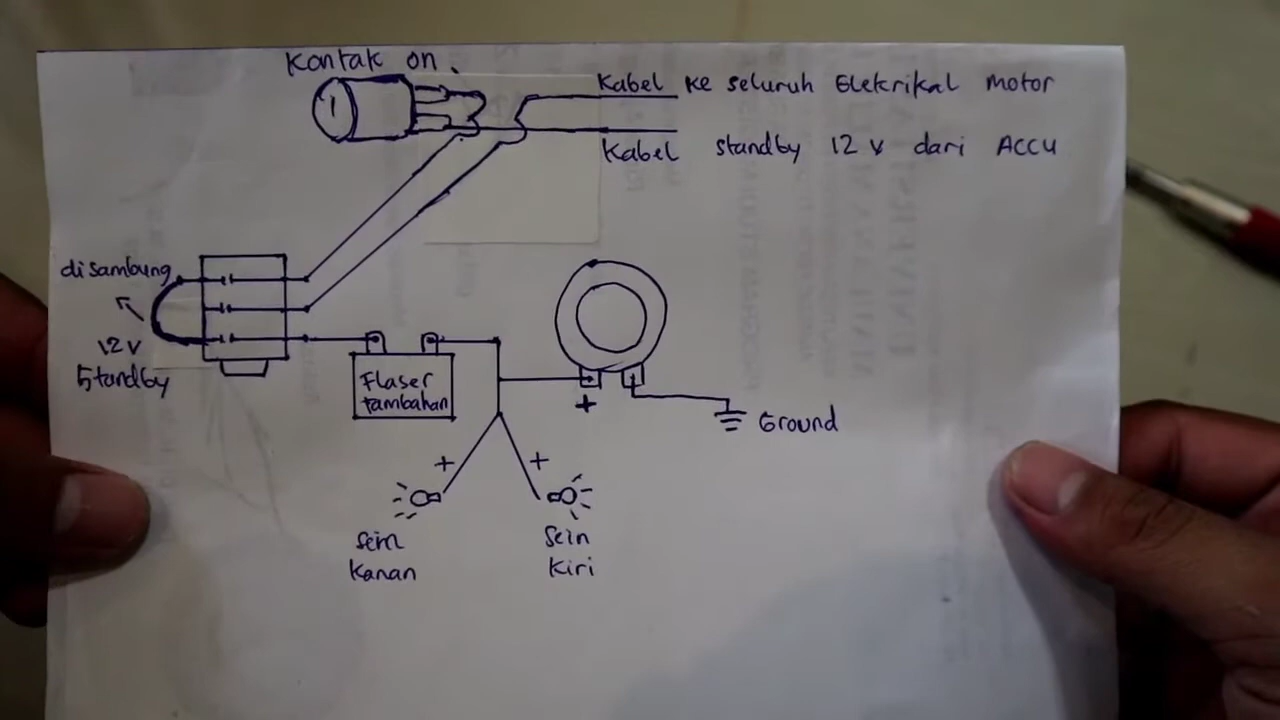 Kontak on.
Kabel ke seluruh Elektrikal motor
Kabel standby 12 v dari ACCU
disambung
12v
Standby
Flaser
tambahan
+
Ground
+
+
Sein
Kanan
Sein
Kiri